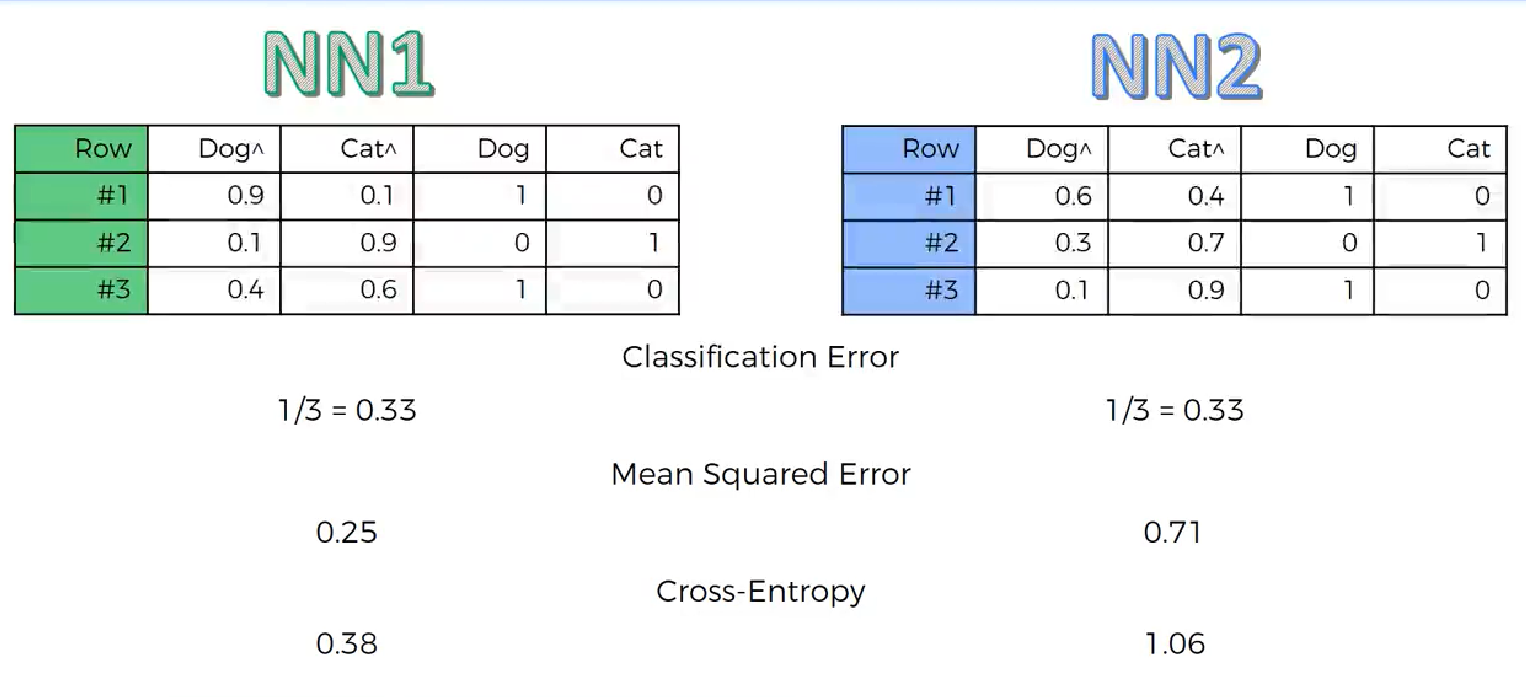 NN1 NN2
Row Dog^ Cat^ Dog Cat Row Dog^ Cat^ Dog Cat
#1 0.9 0.1 1 0 #1 0.6 0.4 1 0
#2 0.1 0.9 0 1 #2 0.3 0.7 0 1
#3 0.4 0.6 1 0 #3 0.1 0.9 1 0
Classification Error
1/3 = 0.33 1/3 = 0.33
Mean Squared Error
0.25 0.71
Cross-Entropy
0.38 1.06